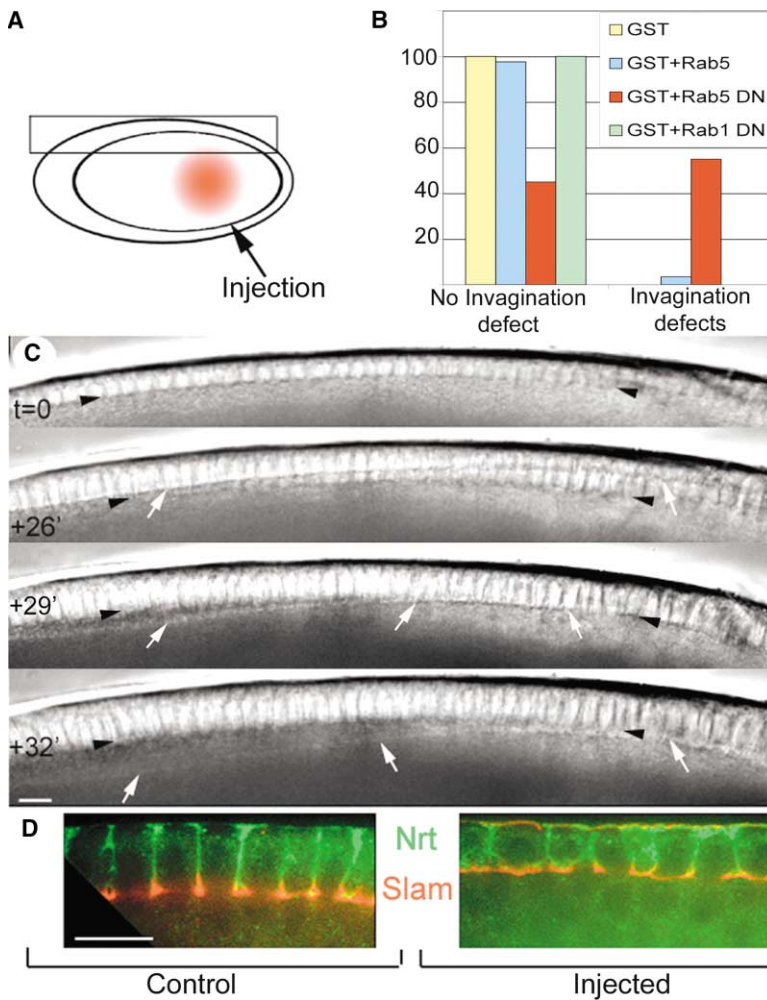 A
Injection
B
100
80
60
40
20
GST
GST+Rab5
GST+Rab5 DN
GST+Rab1 DN
No Invagination
defect
Invagination
defects
C
t=0
+26'
+29'
+32'
D
Nrt
Slam
Control
Injected